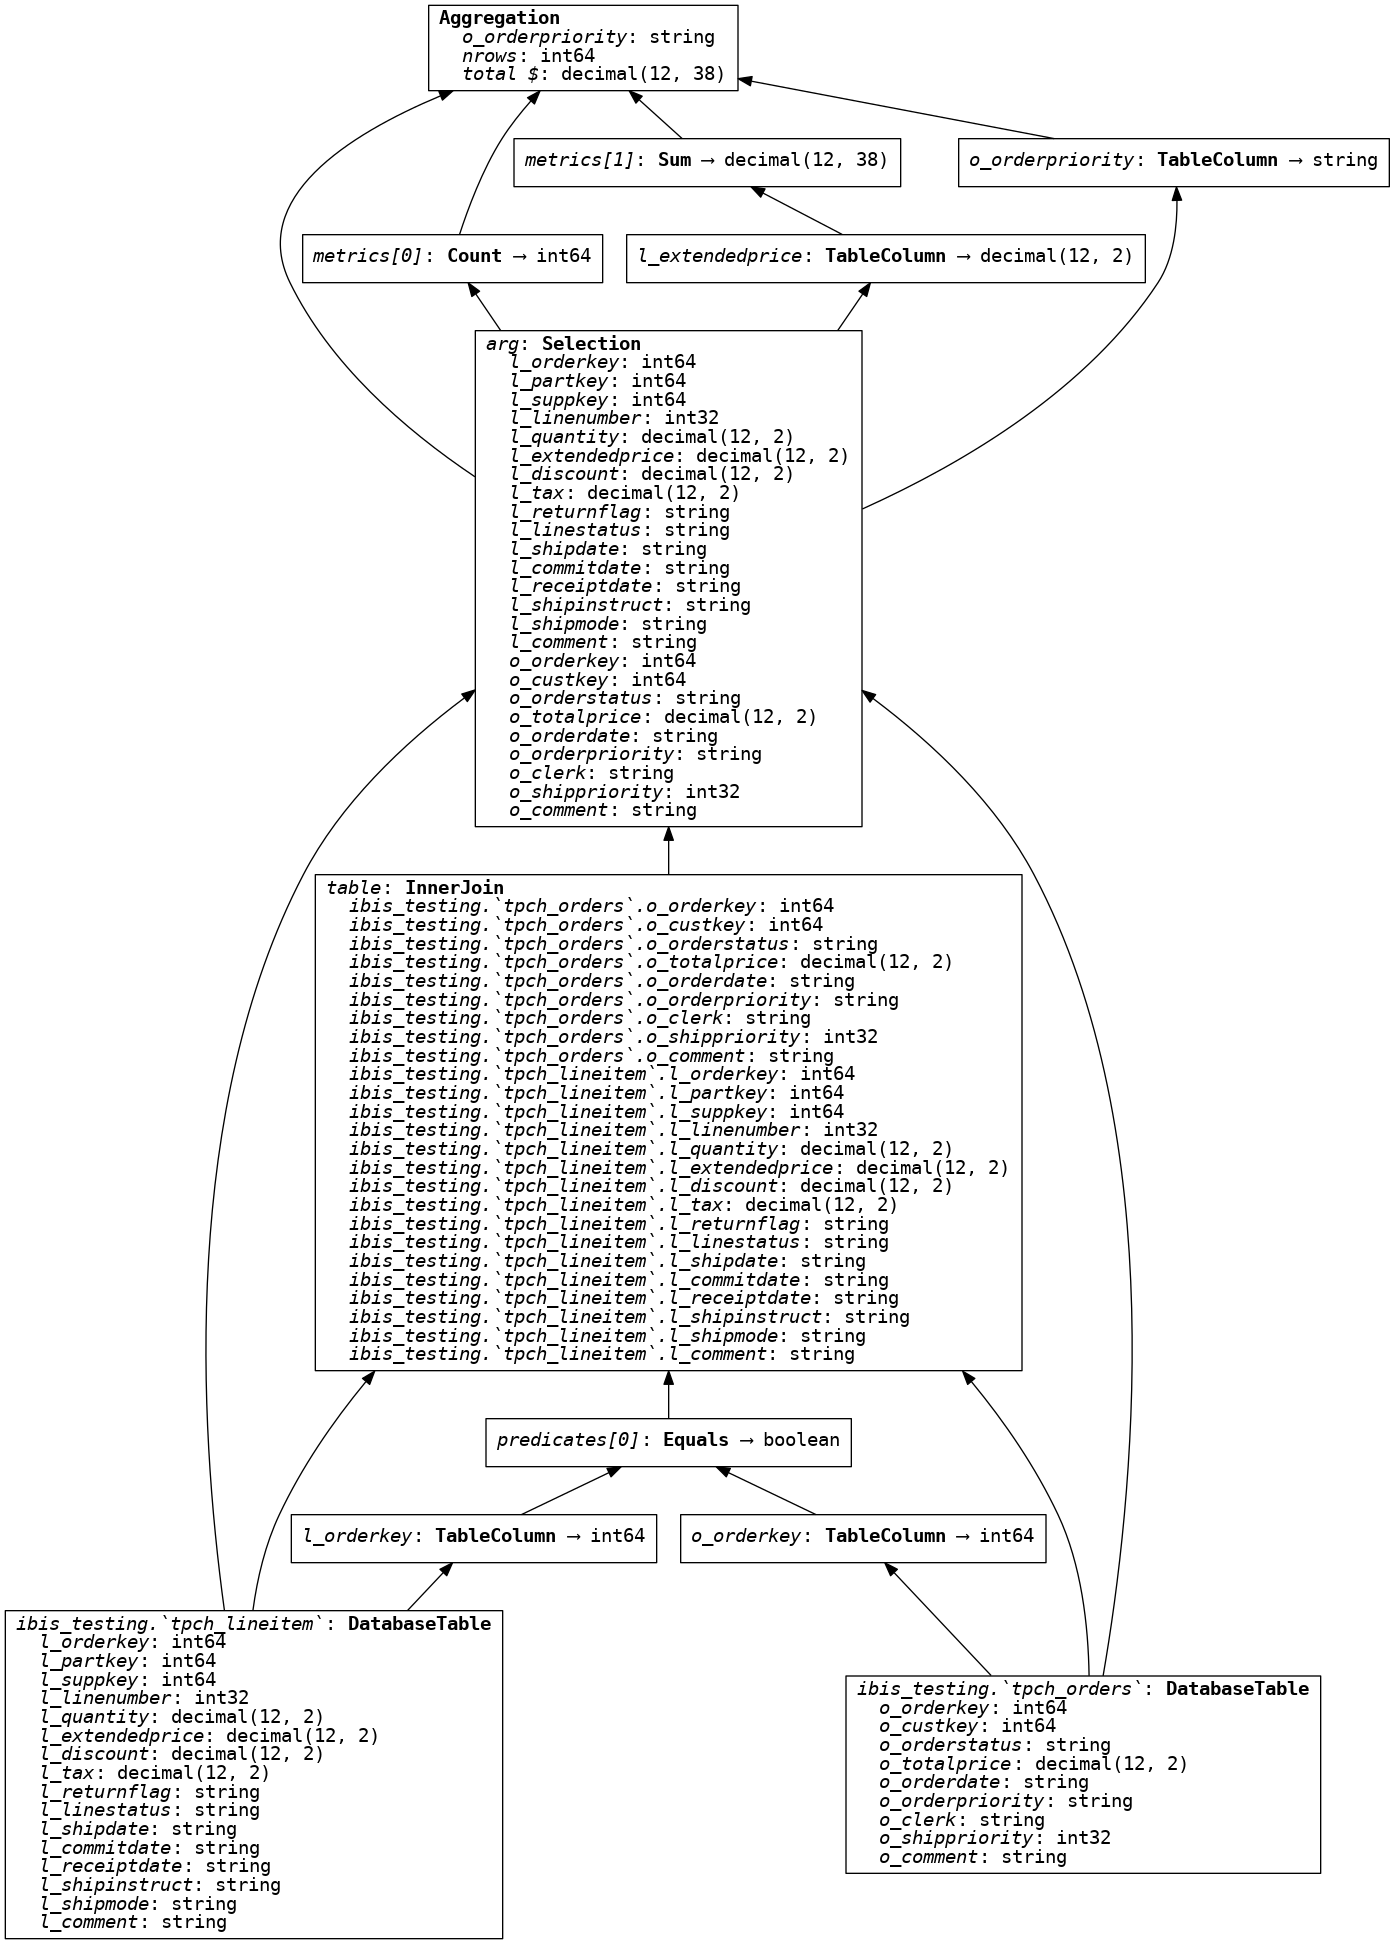 Aggregation
o_orderpriority: string
nrows: int64
total $: decimal(12, 38)
metrics[1]: Sum → decimal(12, 38)
o_orderpriority: TableColumn → string
metrics[0]: Count → int64
l_extendedprice: TableColumn → decimal(12, 2)
arg: Selection
l_orderkey: int64
l_partkey: int64
l_suppkey: int64
l_linenumber: int32
l_quantity: decimal(12, 2)
l_extendedprice: decimal(12, 2)
l_discount: decimal(12, 2)
l_tax: decimal(12, 2)
l_returnflag: string
l_linestatus: string
l_shipdate: string
l_commitdate: string
l_receiptdate: string
l_shipinstruct: string
l_shipmode: string
l_comment: string
o_orderkey: int64
o_custkey: int64
o_orderstatus: string
o_totalprice: decimal(12, 2)
o_orderdate: string
o_orderpriority: string
o_clerk: string
o_shippriority: int32
o_comment: string
table: InnerJoin
ibis_testing.`tpch_orders`.o_orderkey: int64
ibis_testing.`tpch_orders`.o_custkey: int64
ibis_testing.`tpch_orders`.o_orderstatus: string
ibis_testing.`tpch_orders`.o_totalprice: decimal(12, 2)
ibis_testing.`tpch_orders`.o_orderdate: string
ibis_testing.`tpch_orders`.o_orderpriority: string
ibis_testing.`tpch_orders`.o_clerk: string
ibis_testing.`tpch_orders`.o_shippriority: int32
ibis_testing.`tpch_orders`.o_comment: string
ibis_testing.`tpch_lineitem`.l_orderkey: int64
ibis_testing.`tpch_lineitem`.l_partkey: int64
ibis_testing.`tpch_lineitem`.l_suppkey: int64
ibis_testing.`tpch_lineitem`.l_linenumber: int32
ibis_testing.`tpch_lineitem`.l_quantity: decimal(12, 2)
ibis_testing.`tpch_lineitem`.l_extendedprice: decimal(12, 2)
ibis_testing.`tpch_lineitem`.l_discount: decimal(12, 2)
ibis_testing.`tpch_lineitem`.l_tax: decimal(12, 2)
ibis_testing.`tpch_lineitem`.l_returnflag: string
ibis_testing.`tpch_lineitem`.l_linestatus: string
ibis_testing.`tpch_lineitem`.l_shipdate: string
ibis_testing.`tpch_lineitem`.l_commitdate: string
ibis_testing.`tpch_lineitem`.l_receiptdate: string
ibis_testing.`tpch_lineitem`.l_shipinstruct: string
ibis_testing.`tpch_lineitem`.l_shipmode: string
ibis_testing.`tpch_lineitem`.l_comment: string
predicates[0]: Equals → boolean
l_orderkey: TableColumn → int64
o_orderkey: TableColumn → int64
ibis_testing.`tpch_lineitem`: DatabaseTable
l_orderkey: int64
l_partkey: int64
l_suppkey: int64
l_linenumber: int32
l_quantity: decimal(12, 2)
l_extendedprice: decimal(12, 2)
l_discount: decimal(12, 2)
l_tax: decimal(12, 2)
l_returnflag: string
l_linestatus: string
l_shipdate: string
l_commitdate: string
l_receiptdate: string
l_shipinstruct: string
l_shipmode: string
l_comment: string
ibis_testing.`tpch_orders`: DatabaseTable
o_orderkey: int64
o_custkey: int64
o_orderstatus: string
o_totalprice: decimal(12, 2)
o_orderdate: string
o_orderpriority: string
o_clerk: string
o_shippriority: int32
o_comment: string